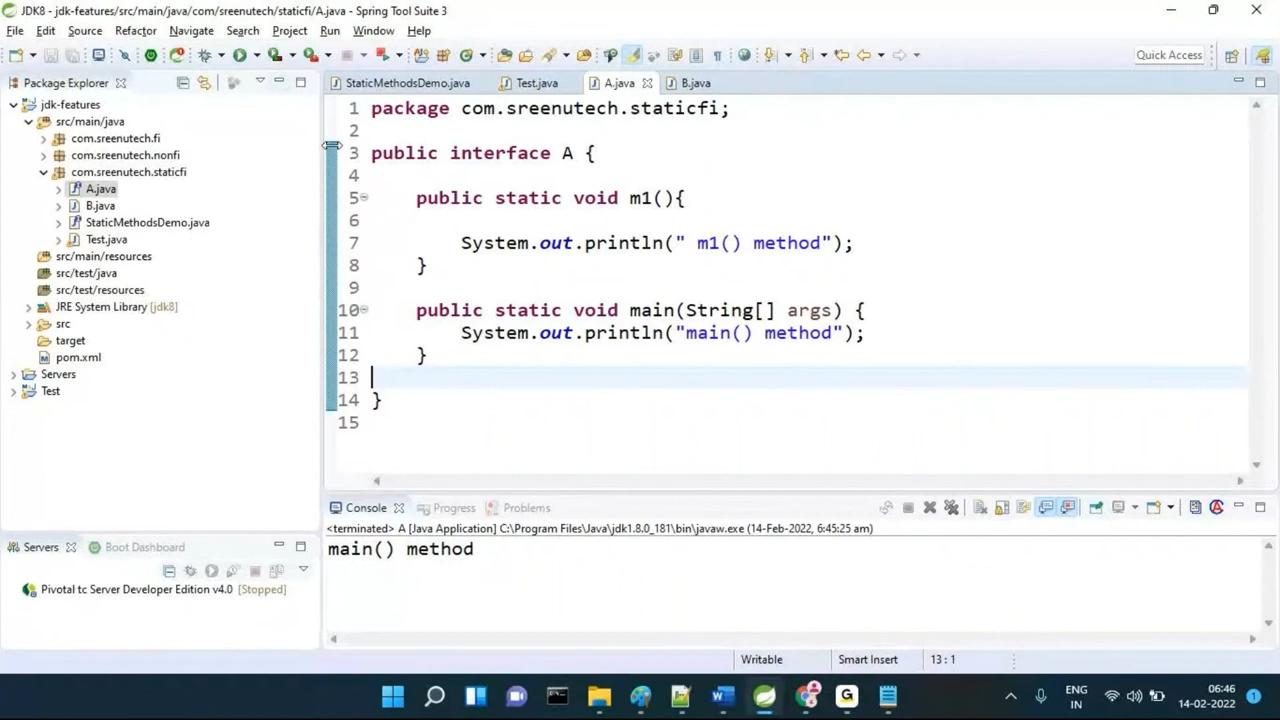 JDK8 - jdk-features/src/main/java/com/sreenutech/staticfi/A.java - Spring Tool Suite 3
File Edit Source Refactor Navigate Search Project Run Window Help
Quick Access
Package Explorer
jdk-features
src/main/java
com.sreenutech.fi
com.sreenutech.nonfi
com.sreenutech.staticfi
A.java
B.java
StaticMethodsDemo.java
Test.java
src/main/resources
src/test/java
src/test/resources
JRE System Library [jdk8]
src
target
pom.xml
Servers
Test
StaticMethodsDemo.java Test.java A.java B.java
1 package com.sreenutech.staticfi;
2
3 public interface A {
4
5 public static void m1(){
6
7 System.out.println(" m1() method");
8 }
9
10 public static void main(String[] args) {
11 System.out.println("main() method");
12 }
13
14 }
15
Servers Boot Dashboard
Pivotal tc Server Developer Edition v4.0 [Stopped]
Console Progress Problems
<terminated> A [Java Application] C:\Program Files\Java\jdk1.8.0_181\bin\javaw.exe (14-Feb-2022, 6:45:25 am)
main() method
Writable Smart Insert 13 : 1
ENG
IN
06:46
14-02-2022
1